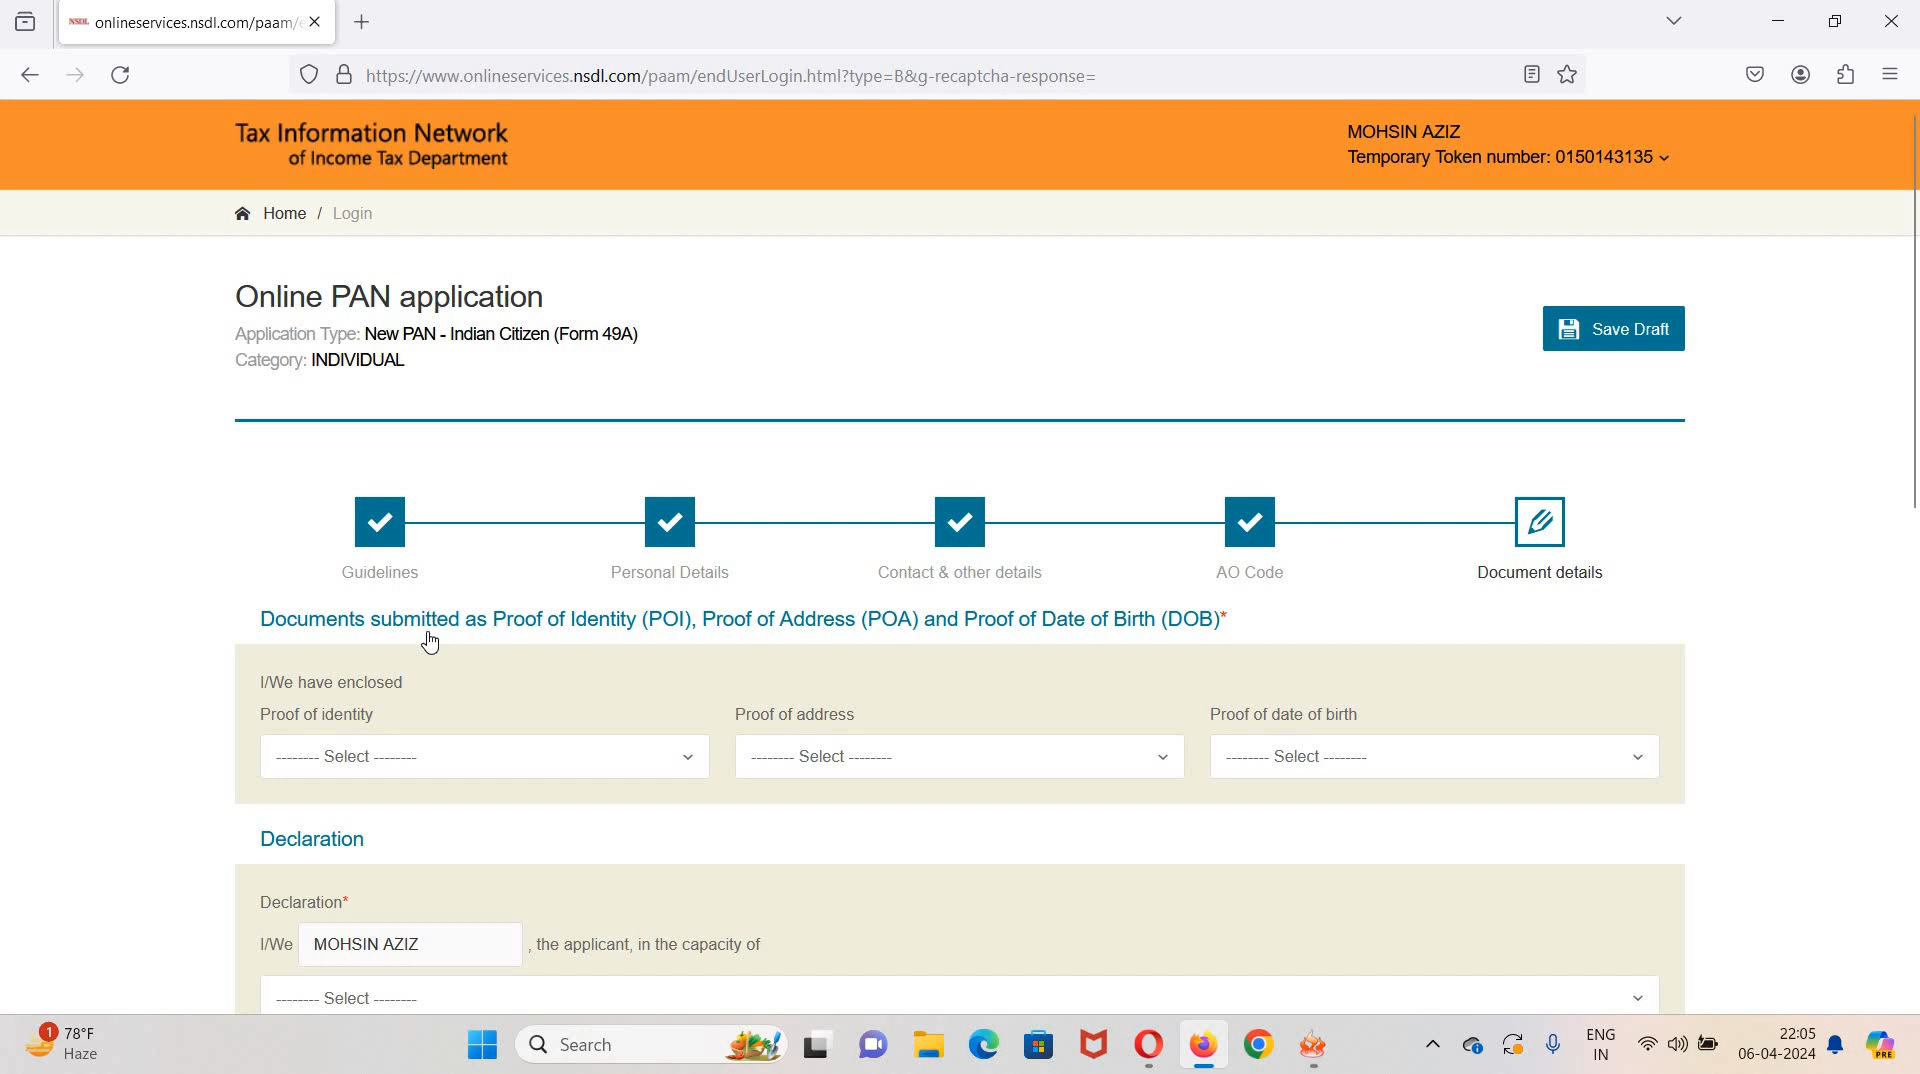 NSDL onlineservices.nsdl.com/paam/e
https://www.onlineservices.nsdl.com/paam/endUserLogin.html?type=B&g-recaptcha-response=
Tax Information Network
of Income Tax Department
MOHSIN AZIZ
Temporary Token number: 0150143135
Home / Login
Online PAN application
Application Type: New PAN - Indian Citizen (Form 49A)
Category: INDIVIDUAL
Save Draft
Guidelines
Personal Details
Contact & other details
AO Code
Document details
Documents submitted as Proof of Identity (POI), Proof of Address (POA) and Proof of Date of Birth (DOB)*
I/We have enclosed
Proof of identity
Proof of address
Proof of date of birth
-------- Select --------
-------- Select --------
-------- Select --------
Declaration
Declaration*
I/We MOHSIN AZIZ , the applicant, in the capacity of
-------- Select --------
1
78°F
Haze
Search
ENG
IN
22:05
06-04-2024
PRE